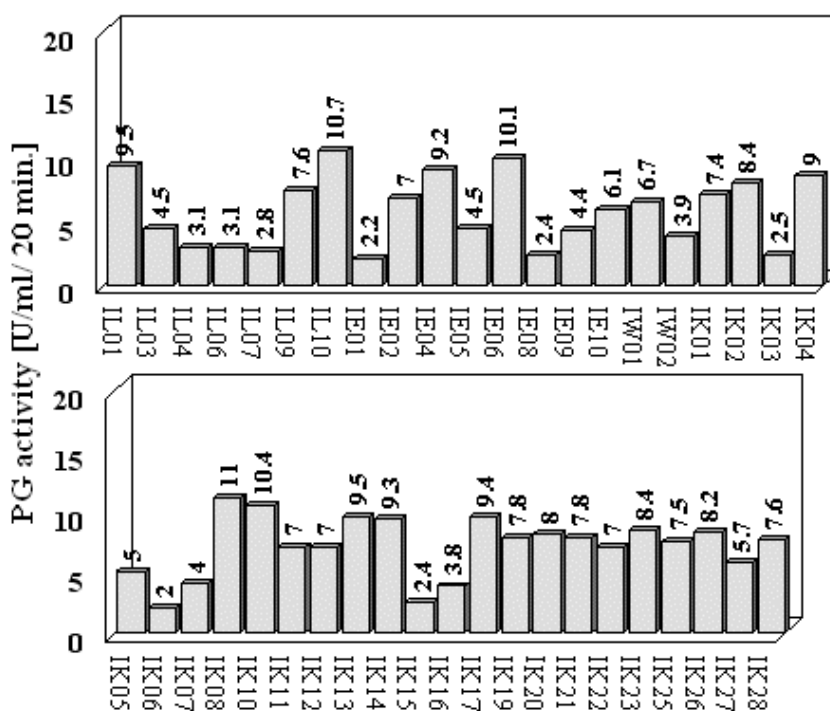 PG activity [U/ml/ 20 min.]
20
15
10
5
0
9.5
4.5
3.1
3.1
2.8
7.6
10.7
2.2
7
9.2
4.5
10.1
2.4
4.4
6.1
6.7
3.9
7.4
8.4
2.5
9
IL01
IL03
IL04
IL06
IL07
IL09
IL10
IE01
IE02
IE04
IE05
IE06
IE08
IE09
IE10
IW01
IW02
IK01
IK02
IK03
IK04
20
15
10
5
0
5
2
4
11
10.4
7
7
9.5
9.3
2.4
3.8
9.4
7.8
8
7.8
7
8.4
7.5
8.2
5.7
7.6
IK05
IK06
IK07
IK08
IK10
IK11
IK12
IK13
IK14
IK15
IK16
IK17
IK19
IK20
IK21
IK22
IK23
IK25
IK26
IK27
IK28